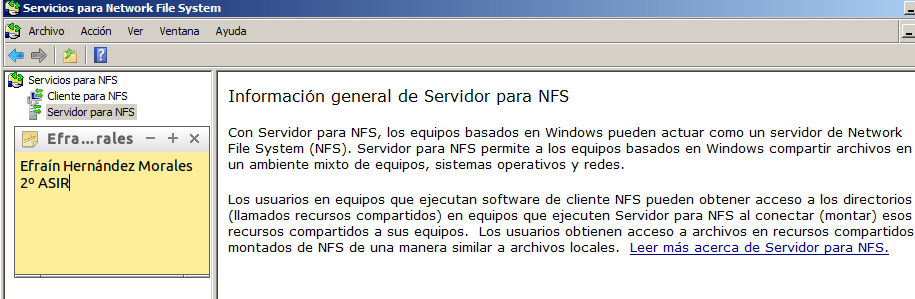 Servicios para Network File System
Archivo Acción Ver Ventana Ayuda
Servicios para NFS
Cliente para NFS
Servidor para NFS
Efra...rales
Efraín Hernández Morales
2º ASIR
Información general de Servidor para NFS
Con Servidor para NFS, los equipos basados en Windows pueden actuar como un servidor de Network
File System (NFS). Servidor para NFS permite a los equipos basados en Windows compartir archivos en
un ambiente mixto de equipos, sistemas operativos y redes.
Los usuarios en equipos que ejecutan software de cliente NFS pueden obtener acceso a los directorios
(llamados recursos compartidos) en equipos que ejecuten Servidor para NFS al conectar (montar) esos
recursos compartidos a sus equipos. Los usuarios obtienen acceso a archivos en recursos compartidos
montados de NFS de una manera similar a archivos locales. Leer más acerca de Servidor para NFS.